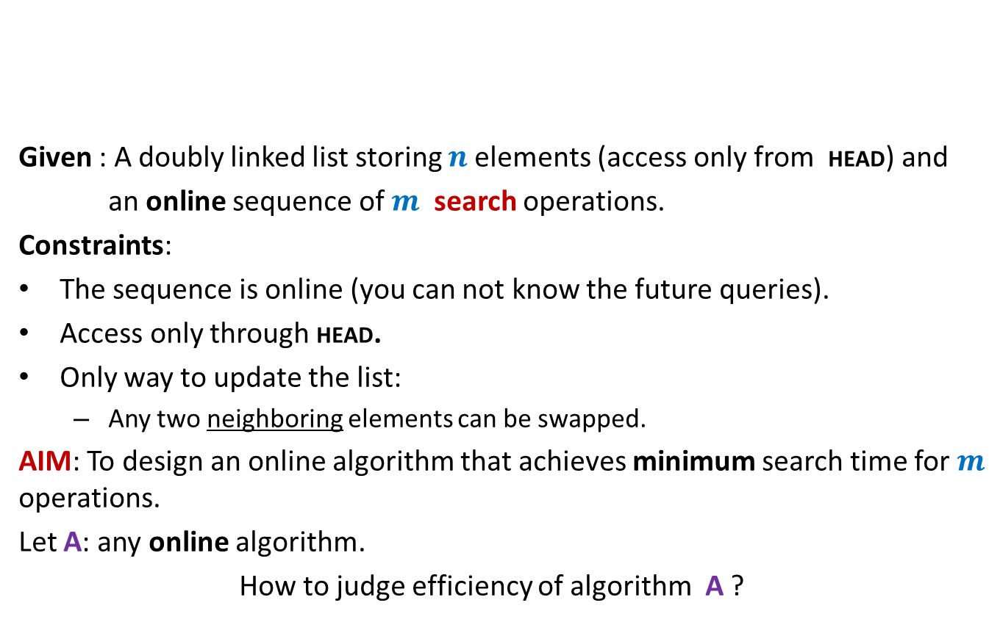 Given : A doubly linked list storing n elements (access only from HEAD) and
an online sequence of m search operations.
Constraints:
• The sequence is online (you can not know the future queries).
• Access only through HEAD.
• Only way to update the list:
– Any two neighboring elements can be swapped.
AIM: To design an online algorithm that achieves minimum search time for m
operations.
Let A: any online algorithm.
How to judge efficiency of algorithm A ?